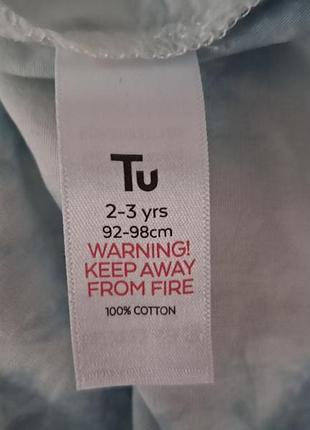 Tu
2-3 yrs
92-98cm
WARNING!
KEEP AWAY
FROM FIRE
100% COTTON